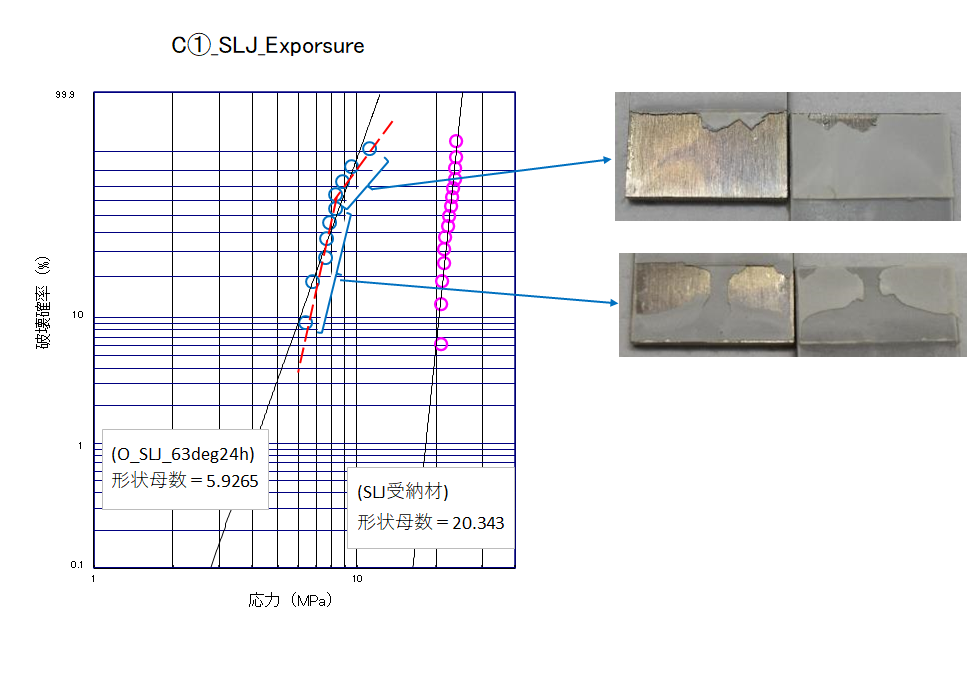 C①_SLJ_Exporsure
99.9
10
1
0.1
破壊確率（%）
(O_SLJ_63deg24h)
形状母数＝5.9265
(SLJ受納材)
形状母数＝20.343
1
10
応力（MPa）